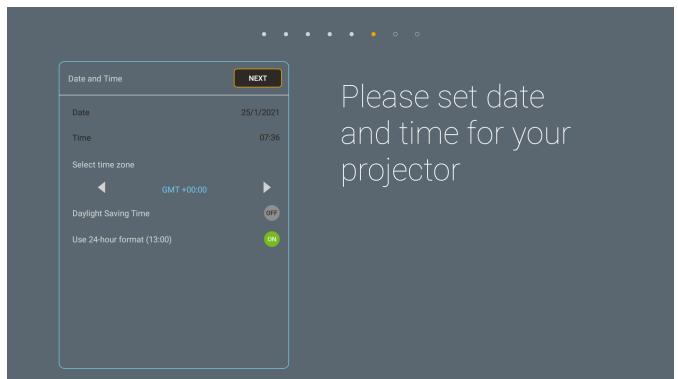 Date and Time
NEXT
Date
25/1/2021
Time
07:36
Select time zone
GMT +00:00
Daylight Saving Time
OFF
Use 24-hour format (13:00)
ON
Please set date
and time for your
projector